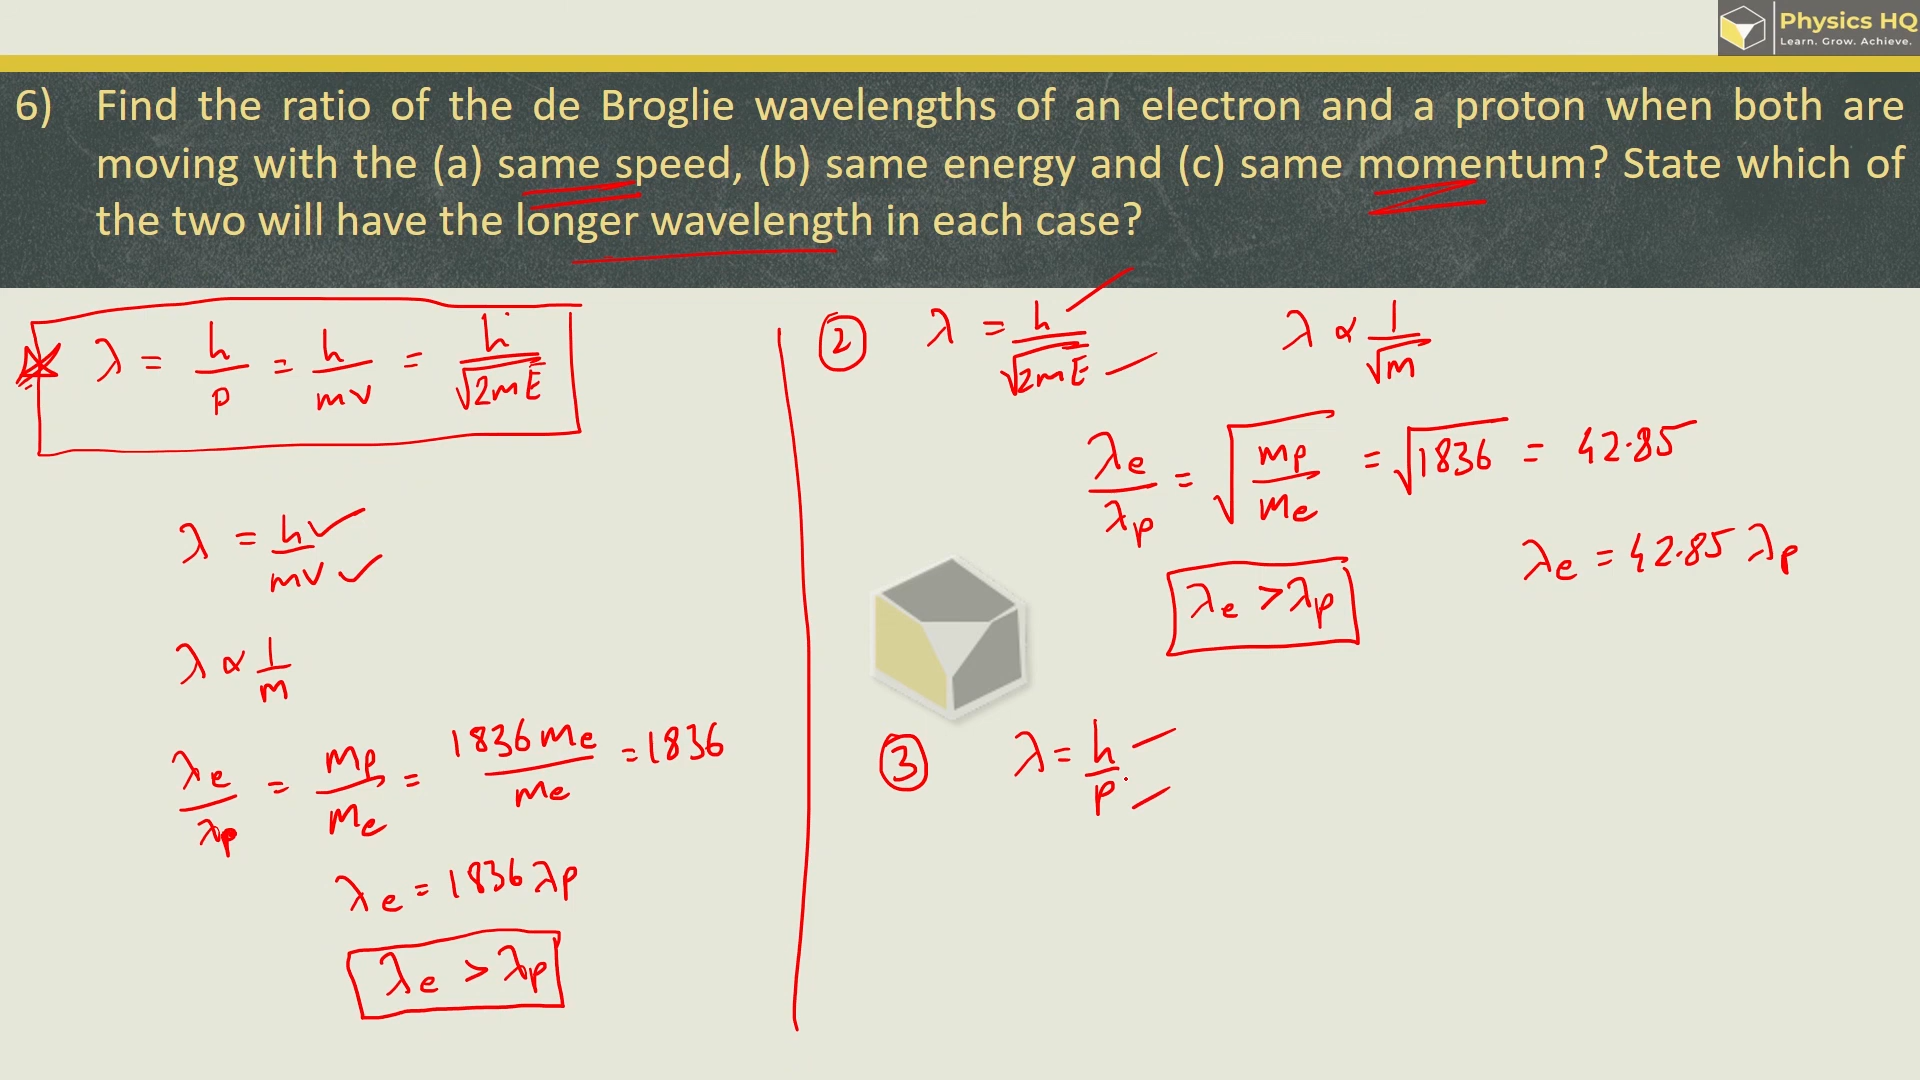 Physics HQ
Learn. Grow. Achieve.
6) Find the ratio of the de Broglie wavelengths of an electron and a proton when both are
moving with the (a) same speed, (b) same energy and (c) same momentum? State which of
the two will have the longer wavelength in each case?
λ = h/p = h/mv = h/√2mE
λ = h/mv
λ ∝ 1/m
λe/λp = mp/me = 1836me/me = 1836
λe = 1836 λp
λe > λp
2 λ = h/√2mE λ ∝ 1/√m
λe/λp = √mp/me = √1836 = 42.85
λe = 42.85 λp
λe > λp
3 λ = h/p